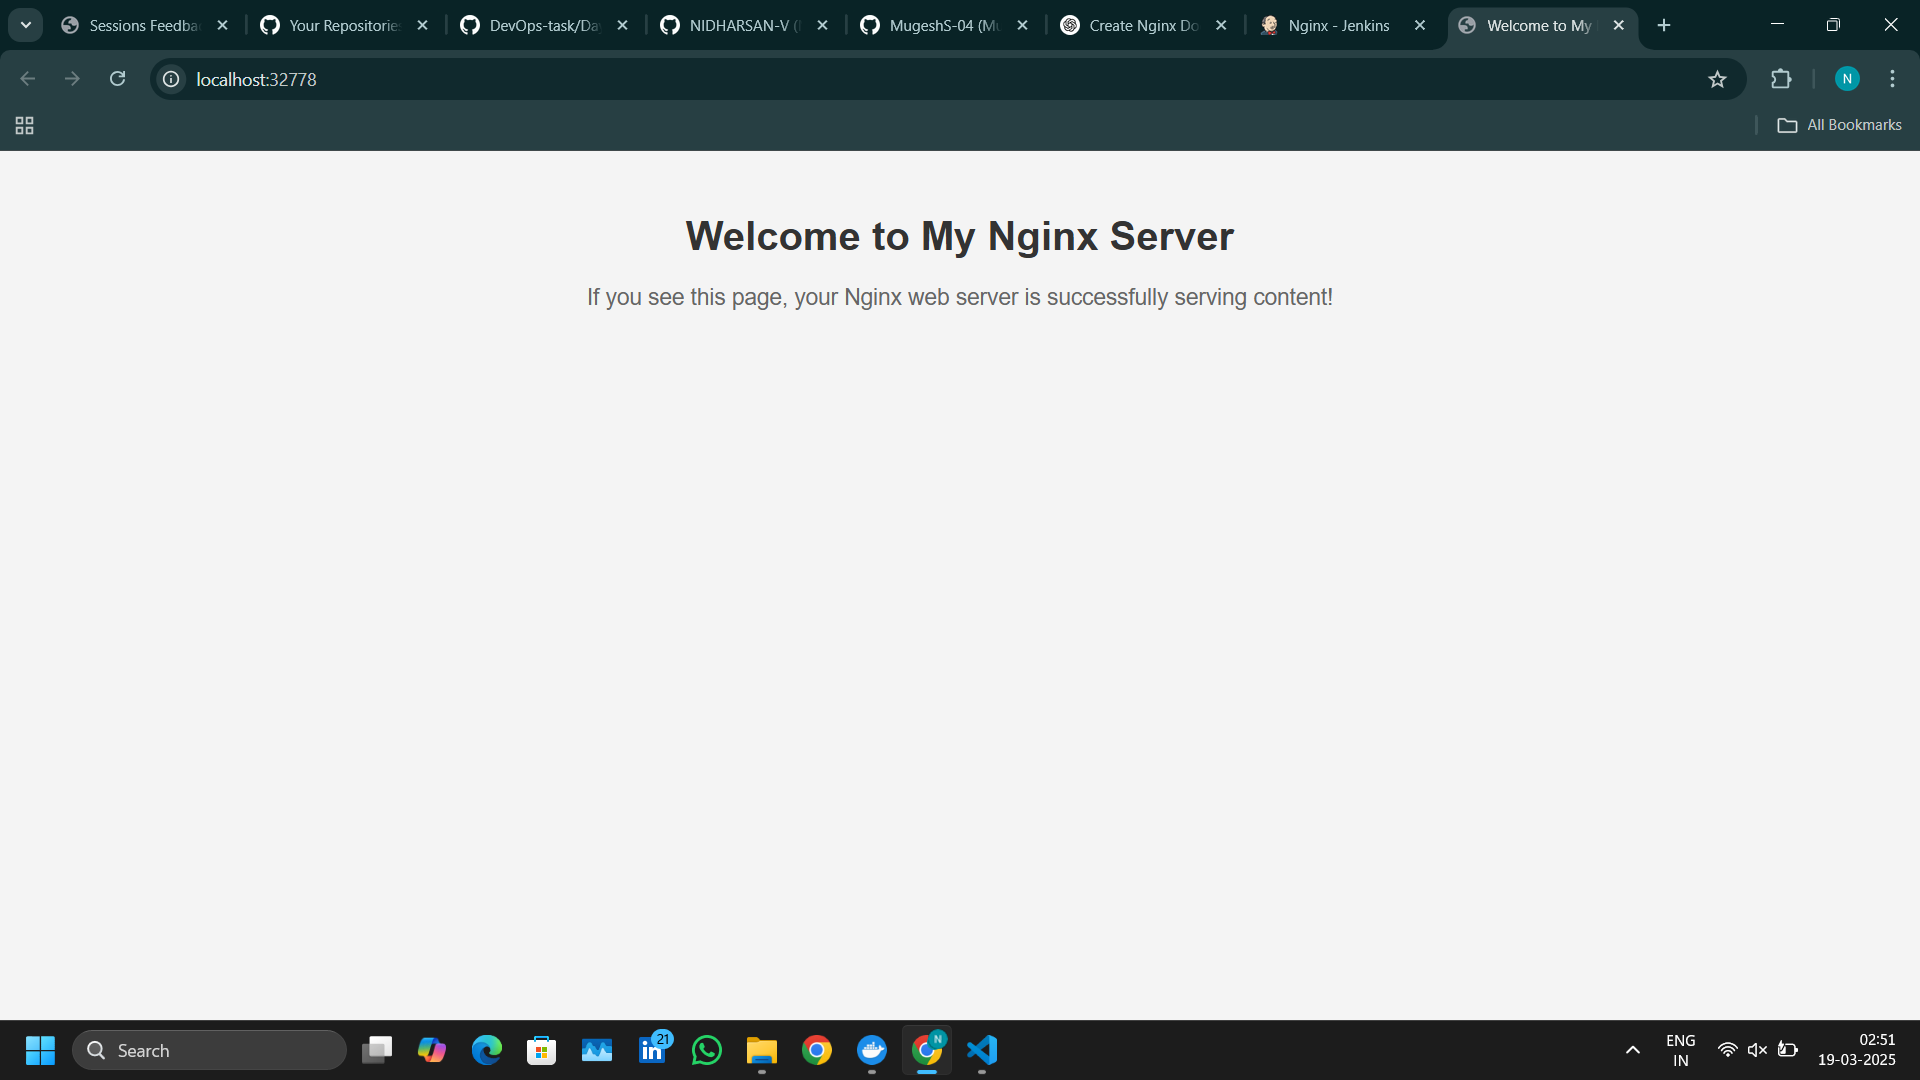 Sessions Feedba
Your Repositories
DevOps-task/Da
NIDHARSAN-V (
MugeshS-04 (Mu
Create Nginx Do
Nginx - Jenkins
Welcome to My
localhost:32778
N
All Bookmarks
Welcome to My Nginx Server
If you see this page, your Nginx web server is successfully serving content!
Search
21
N
ENG
IN
02:51
19-03-2025